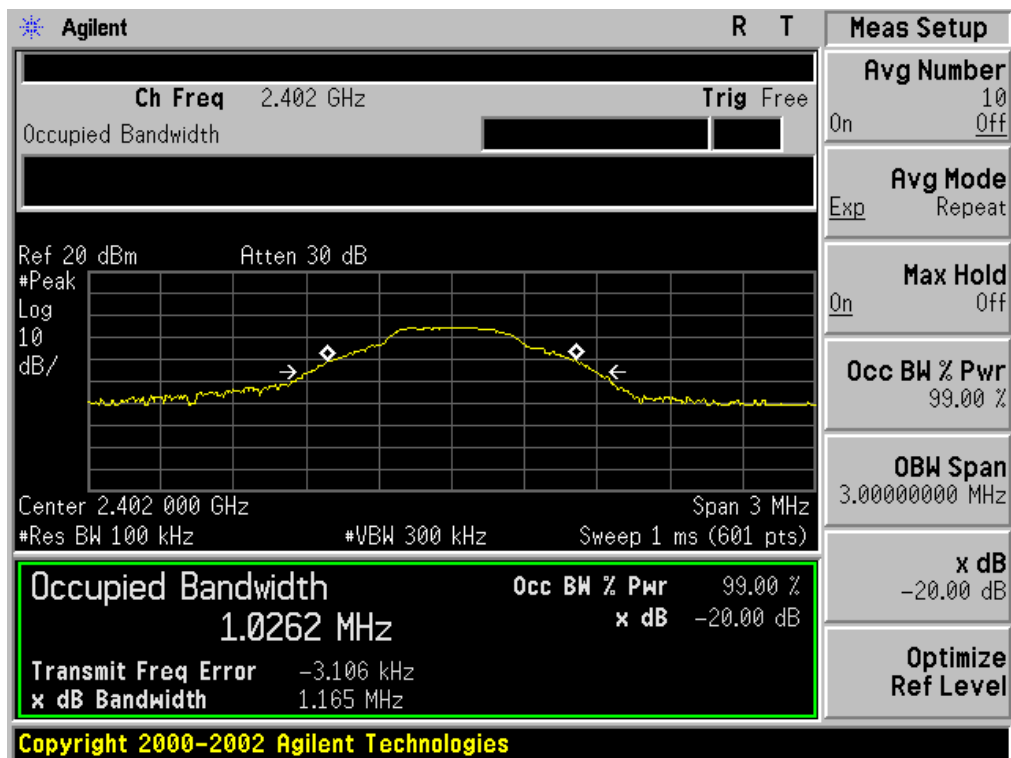 Agilent
R T
Meas Setup
Ch Freq 2.402 GHz
Trig Free
Occupied Bandwidth
Avg Number
10
On Off
Avg Mode
Exp Repeat
Max Hold
On Off
Occ BW % Pwr
99.00 %
OBW Span
3.00000000 MHz
x dB
-20.00 dB
Optimize
Ref Level
Ref 20 dBm
Atten 30 dB
#Peak
Log
10
dB/
Center 2.402 000 GHz
Span 3 MHz
#Res BW 100 kHz
#VBW 300 kHz
Sweep 1 ms (601 pts)
Occupied Bandwidth
1.0262 MHz
Occ BW % Pwr 99.00 %
x dB -20.00 dB
Transmit Freq Error -3.106 kHz
x dB Bandwidth 1.165 MHz
Copyright 2000-2002 Agilent Technologies